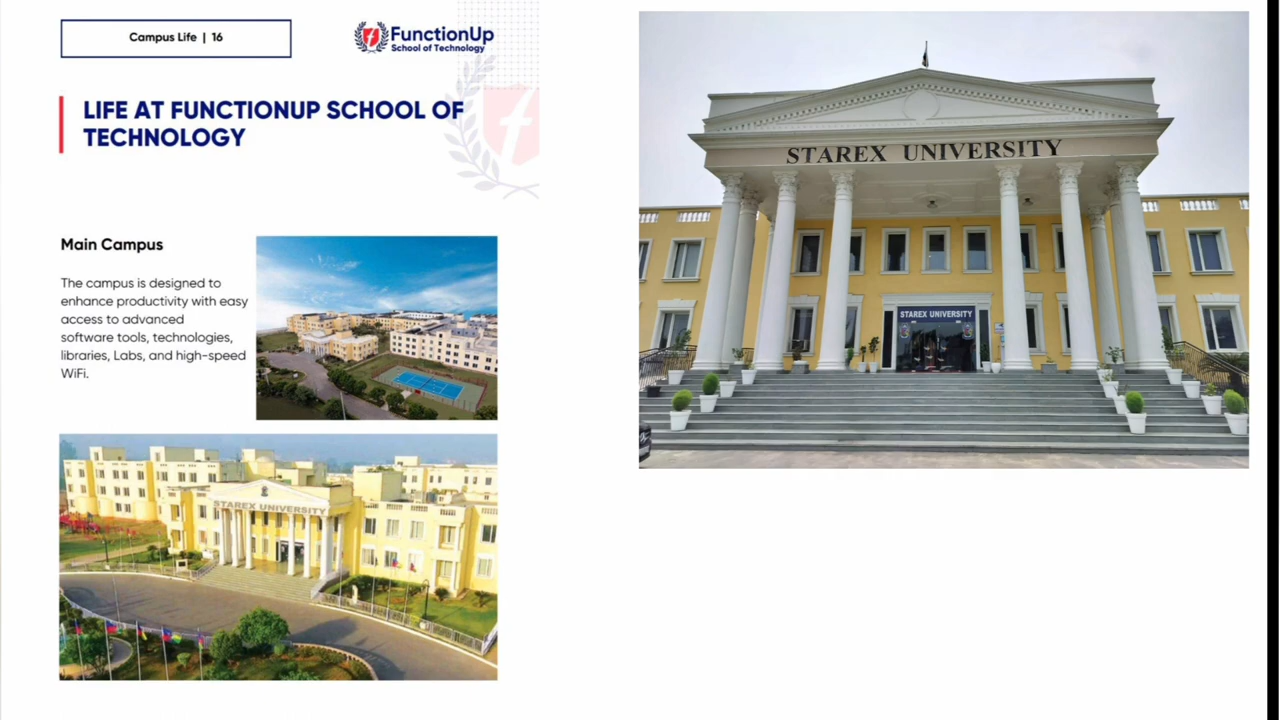 Campus Life | 16
FunctionUp
School of Technology
LIFE AT FUNCTIONUP SCHOOL OF
TECHNOLOGY
Main Campus
The campus is designed to
enhance productivity with easy
access to advanced
software tools, technologies,
libraries, Labs, and high-speed
WiFi.
STAREX UNIVERSITY
STAREX UNIVERSITY
STAREX UNIVERSITY